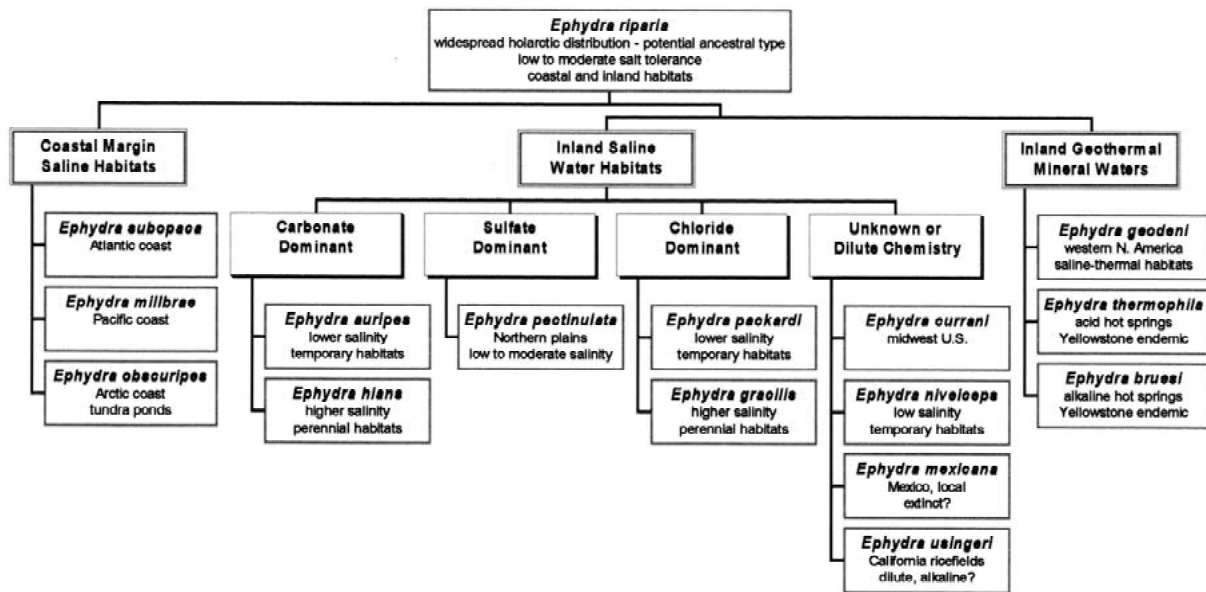 Ephydra riparia
widespread holarctic distribution - potential ancestral type
low to moderate salt tolerance
coastal and inland habitats
Coastal Margin
Saline Habitats
Ephydra subopaca
Atlantic coast
Ephydra millbrae
Pacific coast
Ephydra obscuripes
Arctic coast
tundra ponds
Inland Saline
Water Habitats
Carbonate
Dominant
Ephydra auripes
lower salinity
temporary habitats
Ephydra hians
higher salinity
perennial habitats
Sulfate
Dominant
Ephydra pectinulata
Northern plains
low to moderate salinity
Chloride
Dominant
Ephydra packardi
lower salinity
temporary habitats
Ephydra gracilis
higher salinity
perennial habitats
Unknown or
Dilute Chemistry
Ephydra currani
midwest U.S.
Ephydra niveiceps
low salinity
temporary habitats
Ephydra mexicana
Mexico, local
extinct?
Ephydra usingeri
California ricefields
dilute, alkaline?
Inland Geothermal
Mineral Waters
Ephydra geodeni
western N. America
saline-thermal habitats
Ephydra thermophila
acid hot springs
Yellowstone endemic
Ephydra bruesi
alkaline hot springs
Yellowstone endemic